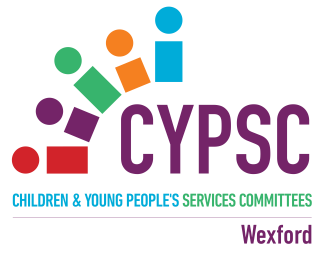 CYPSC
CHILDREN & YOUNG PEOPLE'S SERVICES COMMITTEES
Wexford